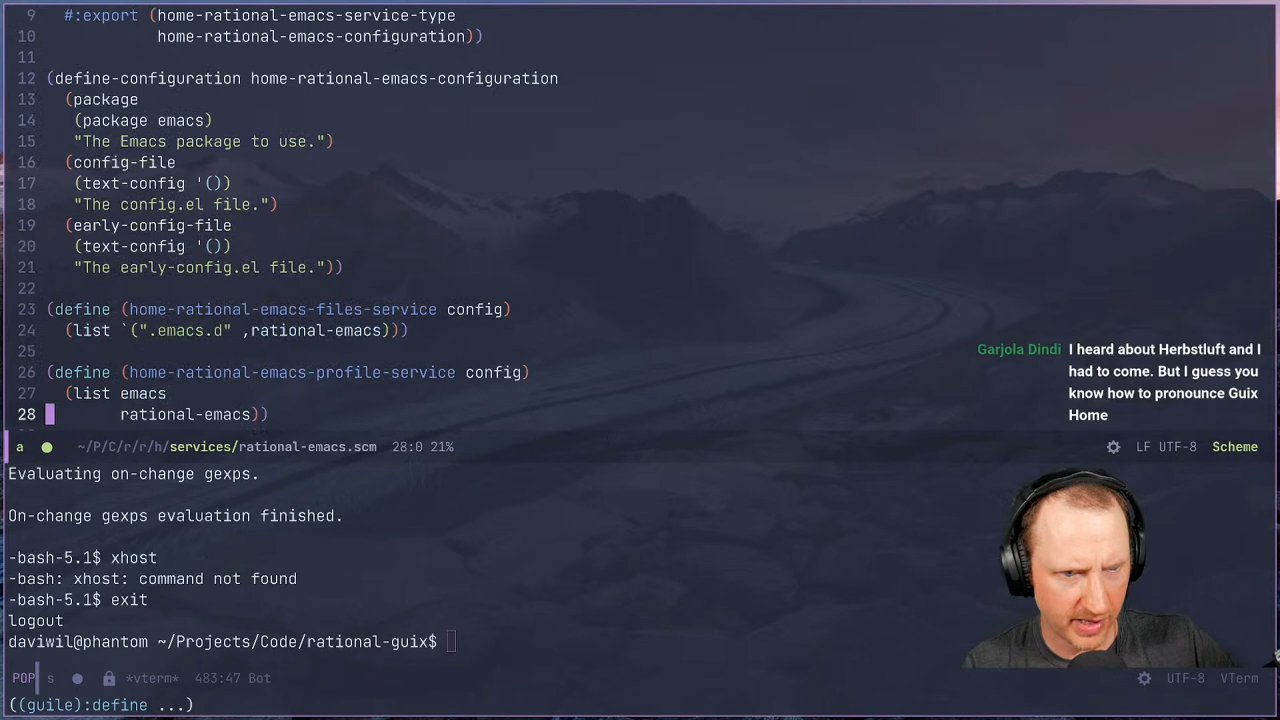 9   #:export (home-rational-emacs-service-type
10            home-rational-emacs-configuration))
11
12 (define-configuration home-rational-emacs-configuration
13   (package
14    (package emacs)
15    "The Emacs package to use.")
16   (config-file
17    (text-config '())
18    "The config.el file.")
19   (early-config-file
20    (text-config '())
21    "The early-config.el file."))
22
23 (define (home-rational-emacs-files-service config)
24   (list `(".emacs.d" ,rational-emacs)))
25
26 (define (home-rational-emacs-profile-service config)
27   (list emacs
28         rational-emacs))
Garjola Dindi I heard about Herbstluft and I
had to come. But I guess you
know how to pronounce Guix
Home
a ~/P/C/r/r/h/services/rational-emacs.scm 28:0 21% LF UTF-8 Scheme
Evaluating on-change gexps.
On-change gexps evaluation finished.
-bash-5.1$ xhost
-bash: xhost: command not found
-bash-5.1$ exit
logout
daviwil@phantom ~/Projects/Code/rational-guix$
POP s *vterm* 483:47 Bot UTF-8 VTerm
((guile):define ...)